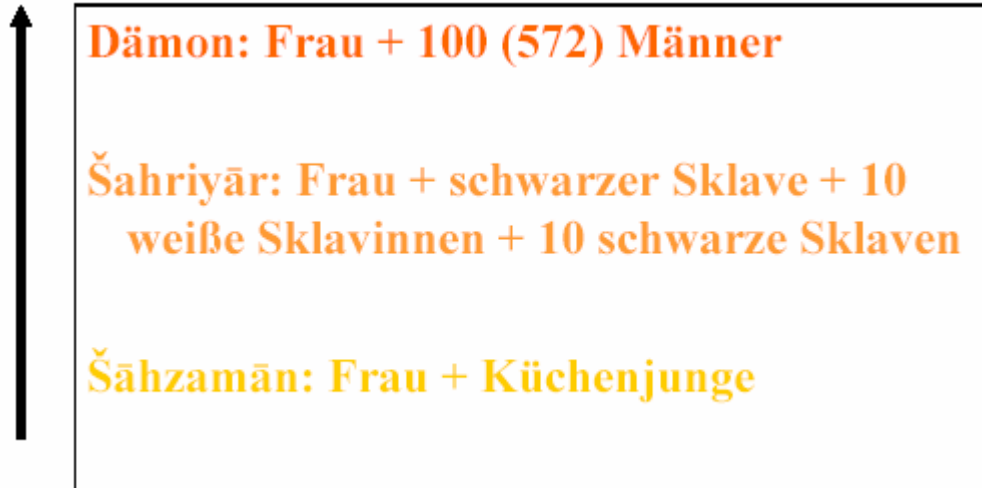 Dämon: Frau + 100 (572) Männer
Šahriyār: Frau + schwarzer Sklave + 10
weiße Sklavinnen + 10 schwarze Sklaven
Šāhzamān: Frau + Küchenjunge